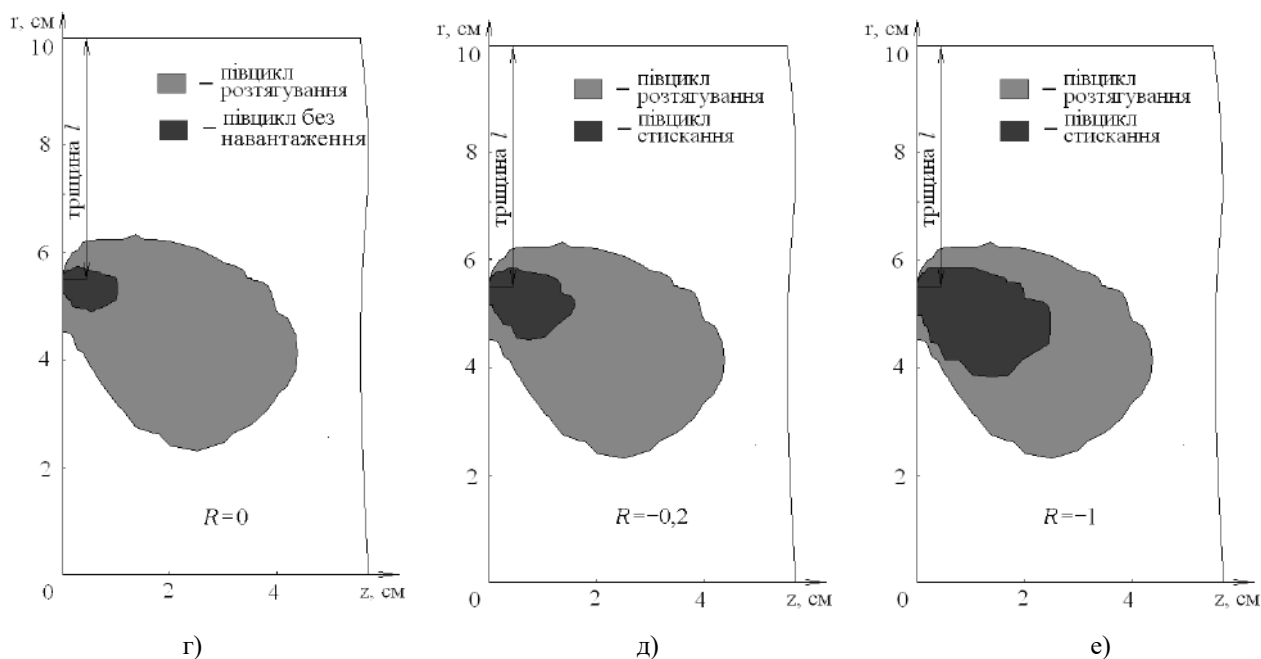 r, см
10
8
6
4
2
0
2
4
z, см
– півцикл
розтягування
– півцикл без
навантаження
тріщина l
R=0
г)
r, см
10
8
6
4
2
0
2
4
z, см
– півцикл
розтягування
– півцикл
стискання
тріщина l
R=−0,2
д)
r, см
10
8
6
4
2
0
2
4
z, см
– півцикл
розтягування
– півцикл
стискання
тріщина l
R=−1
е)